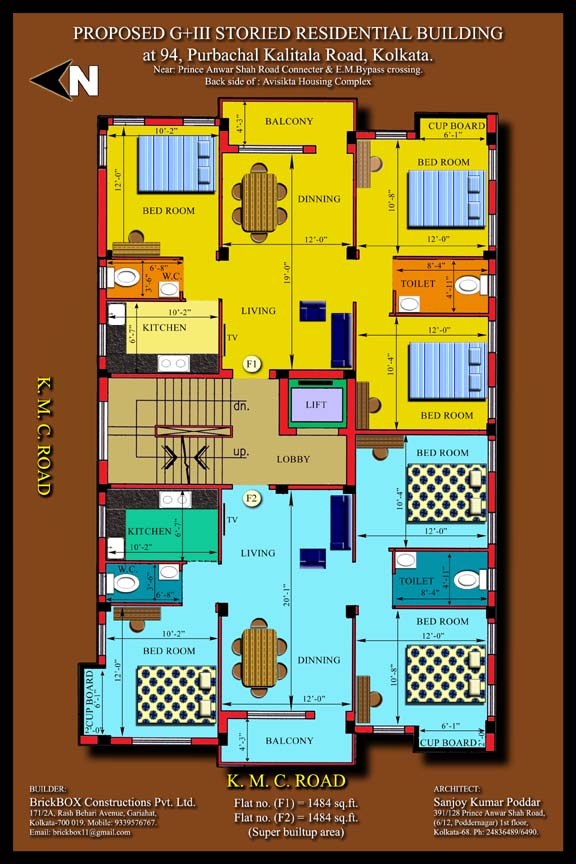 PROPOSED G+III STORIED RESIDENTIAL BUILDING
at 94, Purbachal Kalitala Road, Kolkata.
Near: Prince Anwar Shah Road Connecter & E.M.Bypass crossing.
Back side of : Avisikta Housing Complex
N
BALCONY
4'-3"
CUP BOARD
6'-1"
10'-2"
12'-0"
BED ROOM
DINNING
12'-0"
19'-0"
BED ROOM
10'-8"
12'-0"
6'-8"
3'-6"
W.C.
8'-4"
TOILET
4'-11"
10'-2"
KITCHEN
6'-7"
LIVING
TV
12'-0"
10'-4"
BED ROOM
F1
dn.
LIFT
up.
LOBBY
K. M. C. ROAD
F2
BED ROOM
10'-4"
12'-0"
KITCHEN
6'-7"
10'-2"
TV
LIVING
20'-1"
W.C.
3'-6"
6'-8"
TOILET
4'-11"
8'-4"
10'-2"
BED ROOM
12'-0"
DINNING
12'-0"
BED ROOM
12'-0"
10'-8"
CUP BOARD
6'-1"
2'-0"
4'-3"
BALCONY
6'-1"
CUP BOARD
2'-0"
K. M. C. ROAD
BUILDER:
BrickBOX Constructions Pvt. Ltd.
171/2A, Rash Behari Avenue, Gariahat,
Kolkata-700 019. Mobile: 9339576767.
Email: brickbox11@gmail.com
Flat no. (F1) = 1484 sq.ft.
Flat no. (F2) = 1484 sq.ft.
(Super builtup area)
ARCHITECT:
Sanjoy Kumar Poddar
391/128 Prince Anwar Shah Road,
(6/12, Poddernagar) 1st floor,
Kolkata-68. Ph: 24836489/6490.